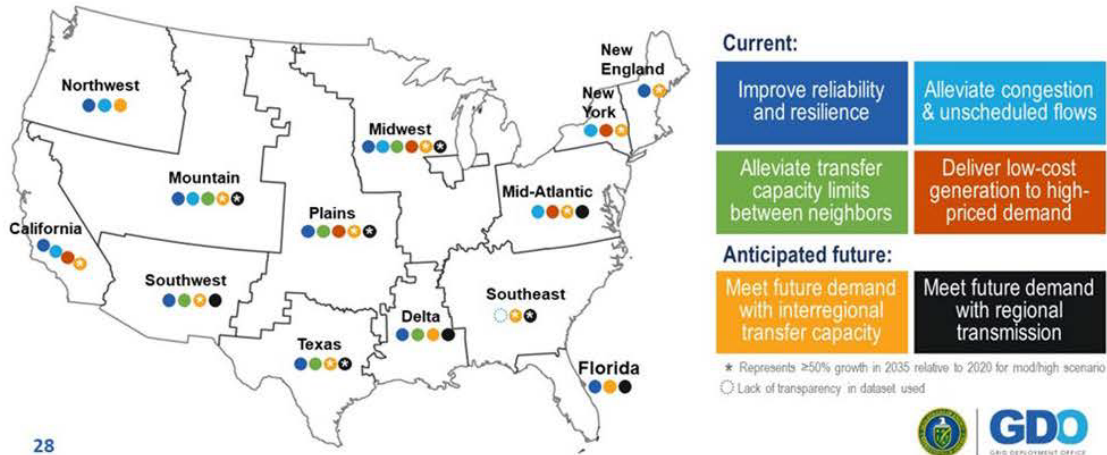 Northwest
Mountain
California
Southwest
Texas
Plains
Midwest
Delta
Southeast
Florida
Mid-Atlantic
New
York
New
England
Current:
Improve reliability
and resilience
Alleviate congestion
& unscheduled flows
Alleviate transfer
capacity limits
between neighbors
Deliver low-cost
generation to high-
priced demand
Anticipated future:
Meet future demand
with interregional
transfer capacity
Meet future demand
with regional
transmission
* Represents ≥50% growth in 2035 relative to 2020 for mod/high scenario
Lack of transparency in dataset used
28
GDO
GRID DEPLOYMENT OFFICE